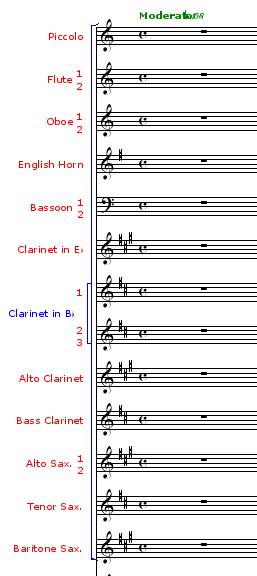 Moderato
Piccolo
Flute 1
2
Oboe 1
2
English Horn
Bassoon 1
2
Clarinet in E♭
1
Clarinet in B♭
2
3
Alto Clarinet
Bass Clarinet
Alto Sax. 1
2
Tenor Sax.
Baritone Sax.